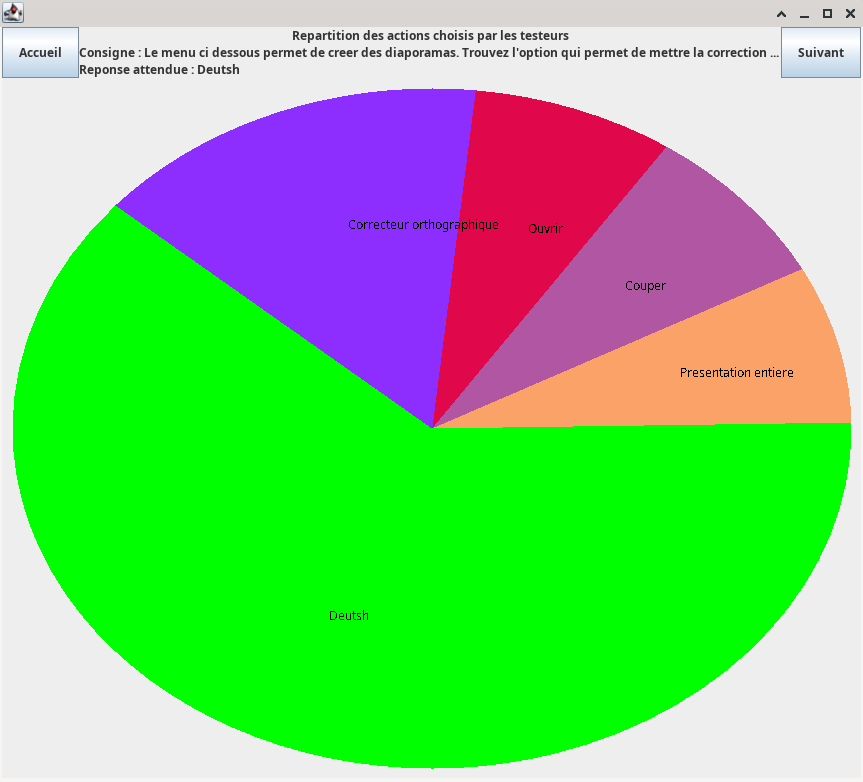 Repartition des actions choisis par les testeurs
Accueil
Consigne : Le menu ci dessous permet de creer des diaporamas. Trouvez l'option qui permet de mettre la correction ...
Suivant
Reponse attendue : Deutsh
Correcteur orthographique
Ouvrir
Couper
Presentation entiere
Deutsh